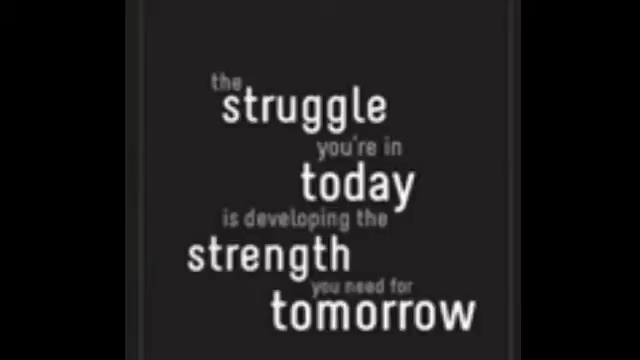 the
struggle
you're in
today
is developing the
strength
you need for
tomorrow